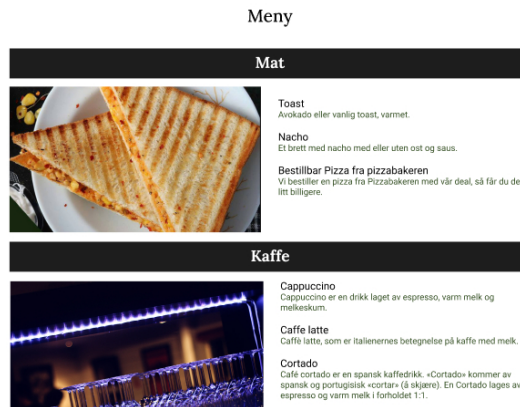 Meny
Mat
Toast
Avokado eller vanlig toast, varmet.
Nacho
Et brett med nacho med eller uten ost og saus.
Bestillbar Pizza fra pizzabakeren
Vi bestiller en pizza fra Pizzabakeren med vår deal, så får du de
litt billigere.
Kaffe
Cappuccino
Cappuccino er en drikk laget av espresso, varm melk og
melkeskum.
Caffe latte
Caffè latte, som er Italienernes betegnelse på kaffe med melk.
Cortado
Café cortado er en spansk kaffedrikk. «Cortado» kommer av
spansk og portugisisk «cortar» (å skjære). En Cortado lages av
espresso og varm melk i forholdet 1:1.